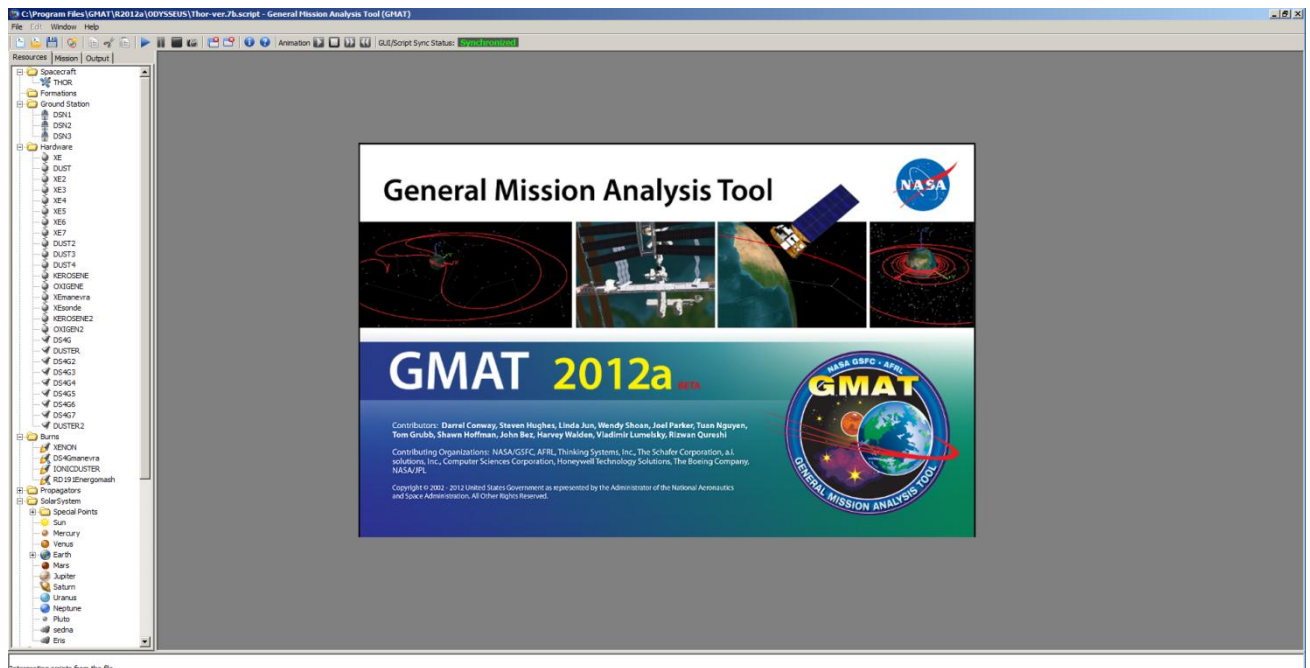 C:\Program Files\GMAT\R2012a\ODYSSEUS\Thor-ver.7b.script - General Mission Analysis Tool (GMAT)
File Edit Window Help
Animation GUI/Script Sync Status: Synchronized
Resources Mission Output
Spacecraft
THOR
Formations
Ground Station
DSN1
DSN2
DSN3
Hardware
XE
DUST
XE2
XE3
XE4
XE5
XE6
XE7
DUST2
DUST3
DUST4
KEROSENE
OXIGENE
XEmanevra
XEsonde
KEROSENE2
OXIGEN2
DS4G
DUSTER
DS4G2
DS4G3
DS4G4
DS4G5
DS4G6
DS4G7
DUSTER2
Burns
XENON
DS4Gmanevra
IONICDUSTER
RD191Energomash
Propagators
SolarSystem
Special Points
Sun
Mercury
Venus
Earth
Mars
Jupiter
Saturn
Uranus
Neptune
Pluto
sedna
Eris
General Mission Analysis Tool
NASA
GMAT 2012a BETA
Contributors: Darrel Conway, Steven Hughes, Linda Jun, Wendy Shoan, Joel Parker, Tuan Nguyen,
Tom Grubb, Shawn Hoffman, John Bez, Harvey Walden, Vladimir Lumelsky, Rizwan Qureshi
Contributing Organizations: NASA/GSFC, AFRL, Thinking Systems, Inc., The Schafer Corporation, a.i.
solutions, Inc., Computer Sciences Corporation, Honeywell Technology Solutions, The Boeing Company,
NASA/JPL
Copyright © 2002 - 2012 United States Government as represented by the Administrator of the National Aeronautics
and Space Administration. All Other Rights Reserved.
NASA GSFC - AFRL
GMAT
GENERAL MISSION ANALYSIS TOOL